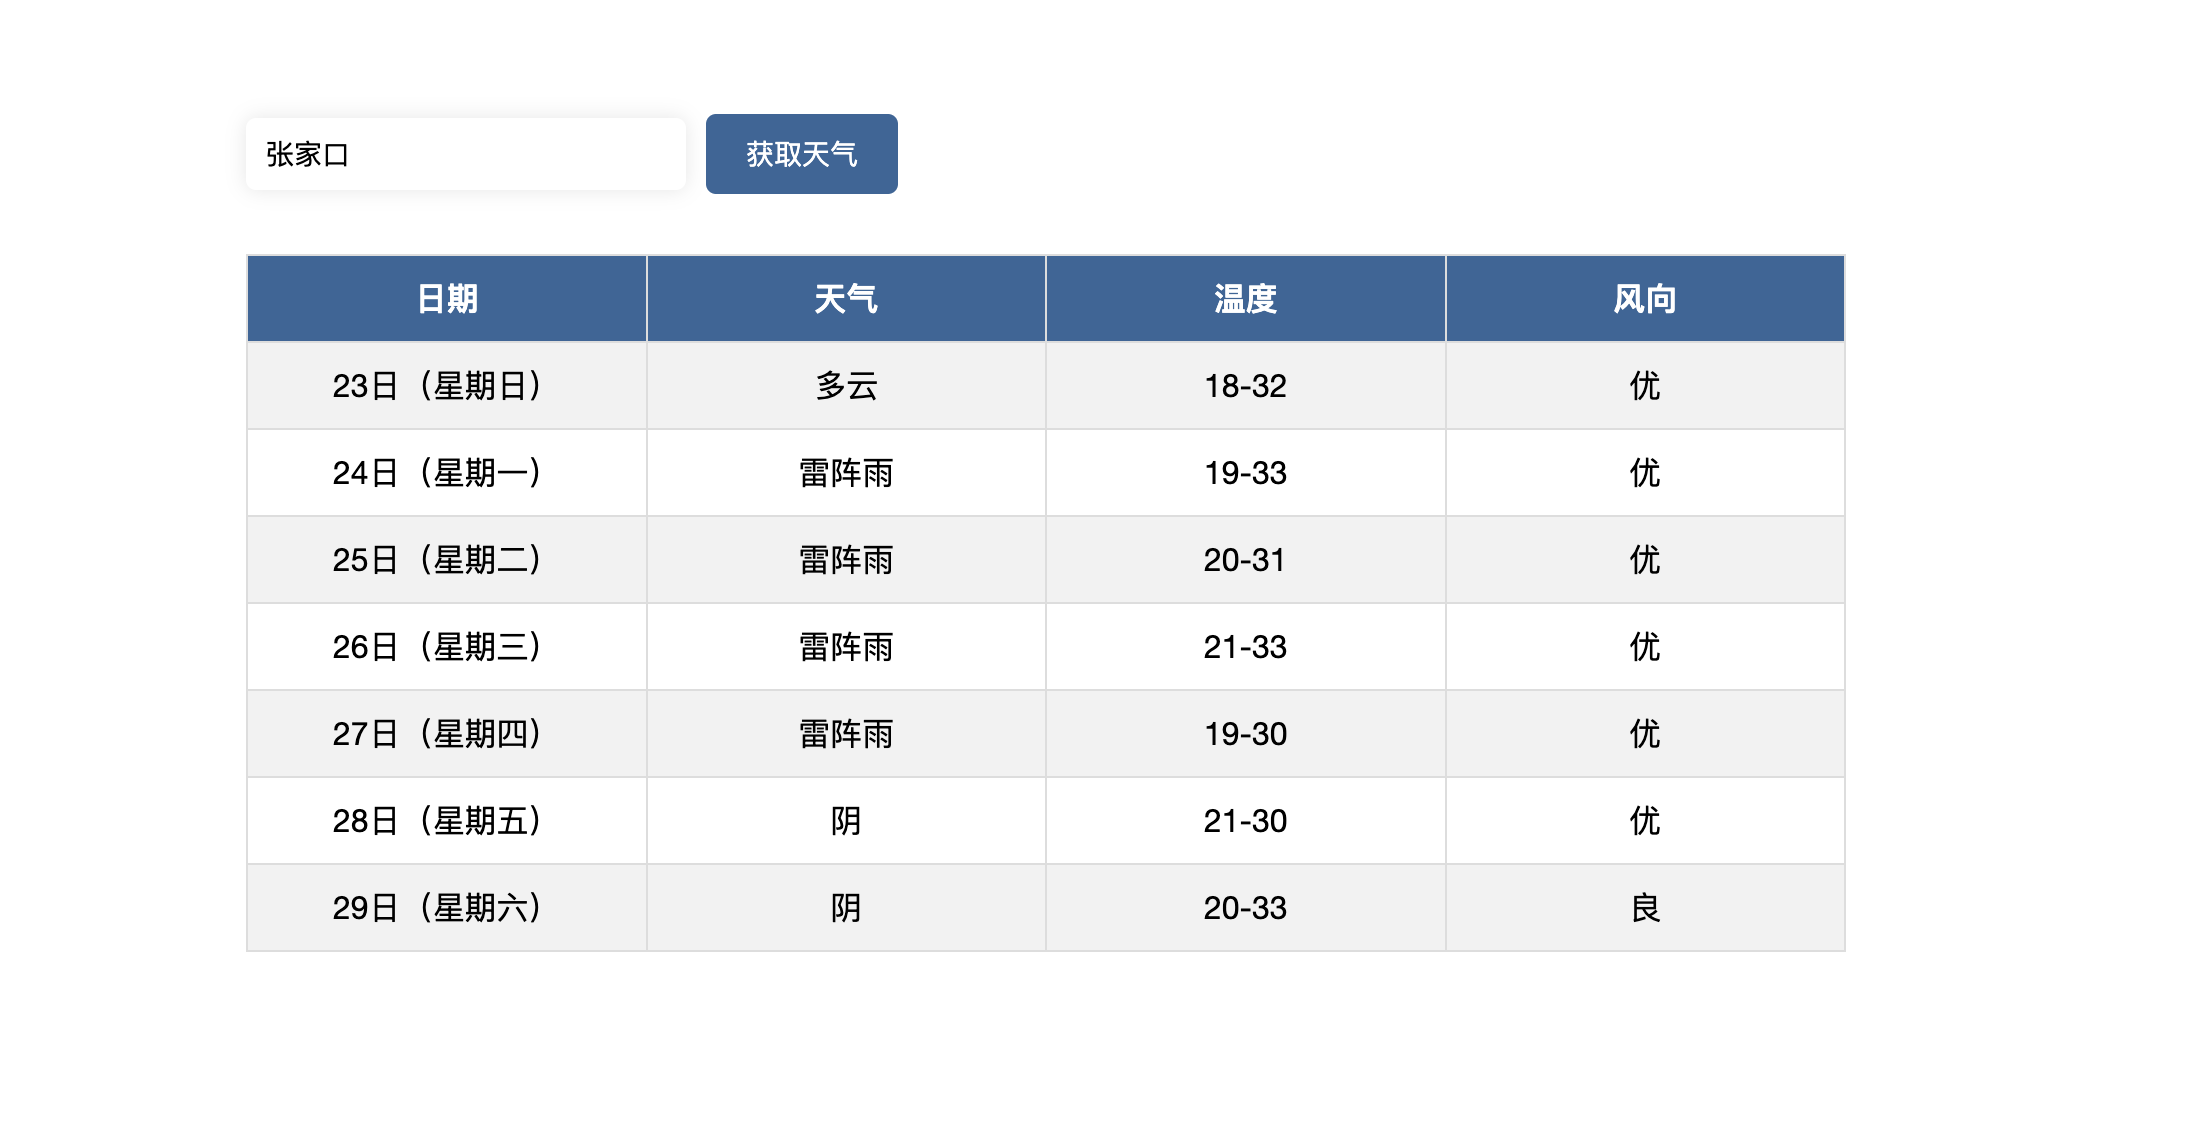 张家口 获取天气
日期 天气 温度 风向
23日（星期日） 多云 18-32 优
24日（星期一） 雷阵雨 19-33 优
25日（星期二） 雷阵雨 20-31 优
26日（星期三） 雷阵雨 21-33 优
27日（星期四） 雷阵雨 19-30 优
28日（星期五） 阴 21-30 优
29日（星期六） 阴 20-33 良